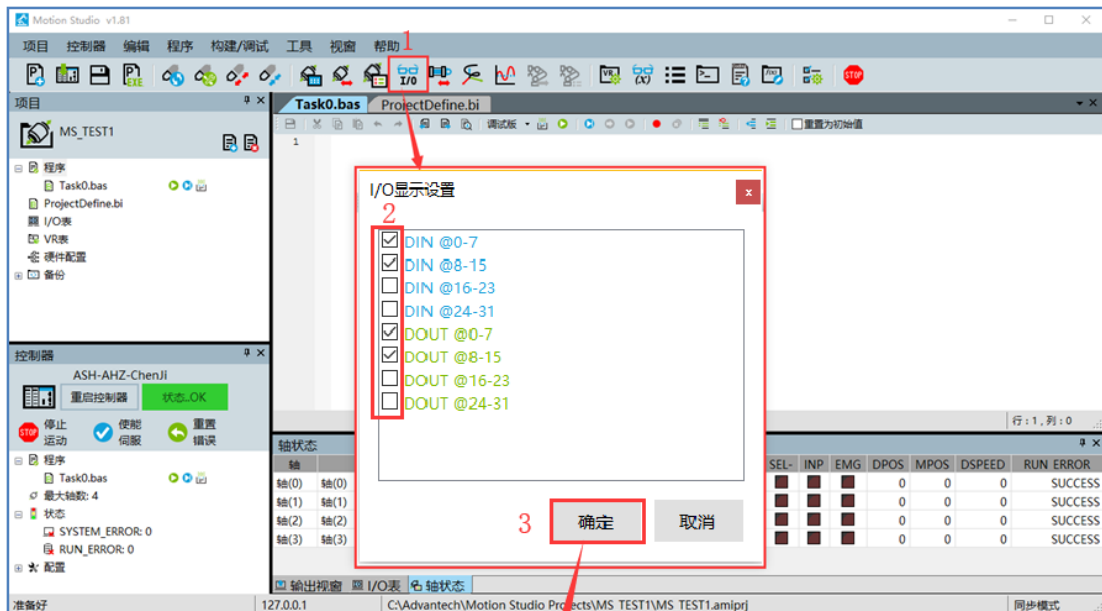 Motion Studio v1.81
项目 控制器 编辑 程序 构建/调试 工具 视窗 帮助
1
I/O
STOP
项目
Task0.bas ProjectDefine.bi
MS_TEST1
调试版 重置为初始值
1
程序
Task0.bas
ProjectDefine.bi
I/O表
VR表
硬件配置
备份
I/O显示设置
x
2
DIN @0-7
DIN @8-15
DIN @16-23
DIN @24-31
DOUT @0-7
DOUT @8-15
DOUT @16-23
DOUT @24-31
3 确定 取消
控制器
ASH-AHZ-ChenJi
重启控制器 状态..OK
STOP 停止运动 使能伺服 重置错误
程序
Task0.bas
最大轴数: 4
状态
SYSTEM_ERROR: 0
RUN_ERROR: 0
配置
行:1,列:0
轴状态
轴 SEL- INP EMG DPOS MPOS DSPEED RUN ERROR
轴(0) 轴(0) 0 0 0 SUCCESS
轴(1) 轴(1) 0 0 0 SUCCESS
轴(2) 轴(2) 0 0 0 SUCCESS
轴(3) 轴(3) 0 0 0 SUCCESS
输出视窗 I/O表 轴状态
准备好 127.0.0.1 C:\Advantech\Motion Studio Projects\MS_TEST1\MS_TEST1.amiprj 同步模式